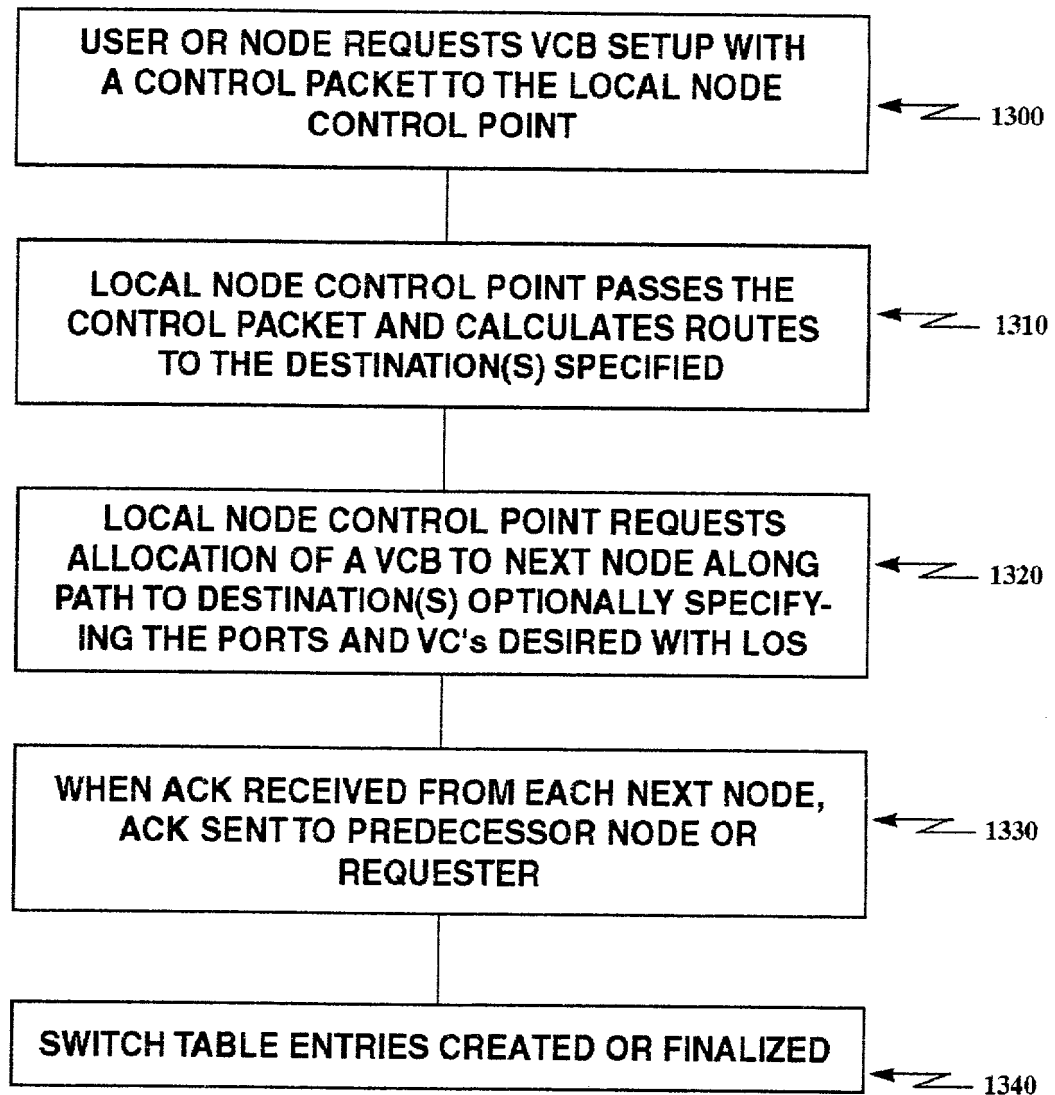 USER OR NODE REQUESTS VCB SETUP WITH
A CONTROL PACKET TO THE LOCAL NODE
CONTROL POINT
1300
LOCAL NODE CONTROL POINT PASSES THE
CONTROL PACKET AND CALCULATES ROUTES
TO THE DESTINATION(S) SPECIFIED
1310
LOCAL NODE CONTROL POINT REQUESTS
ALLOCATION OF A VCB TO NEXT NODE ALONG
PATH TO DESTINATION(S) OPTIONALLY SPECIFY-
ING THE PORTS AND VC's DESIRED WITH LOS
1320
WHEN ACK RECEIVED FROM EACH NEXT NODE,
ACK SENT TO PREDECESSOR NODE OR
REQUESTER
1330
SWITCH TABLE ENTRIES CREATED OR FINALIZED
1340